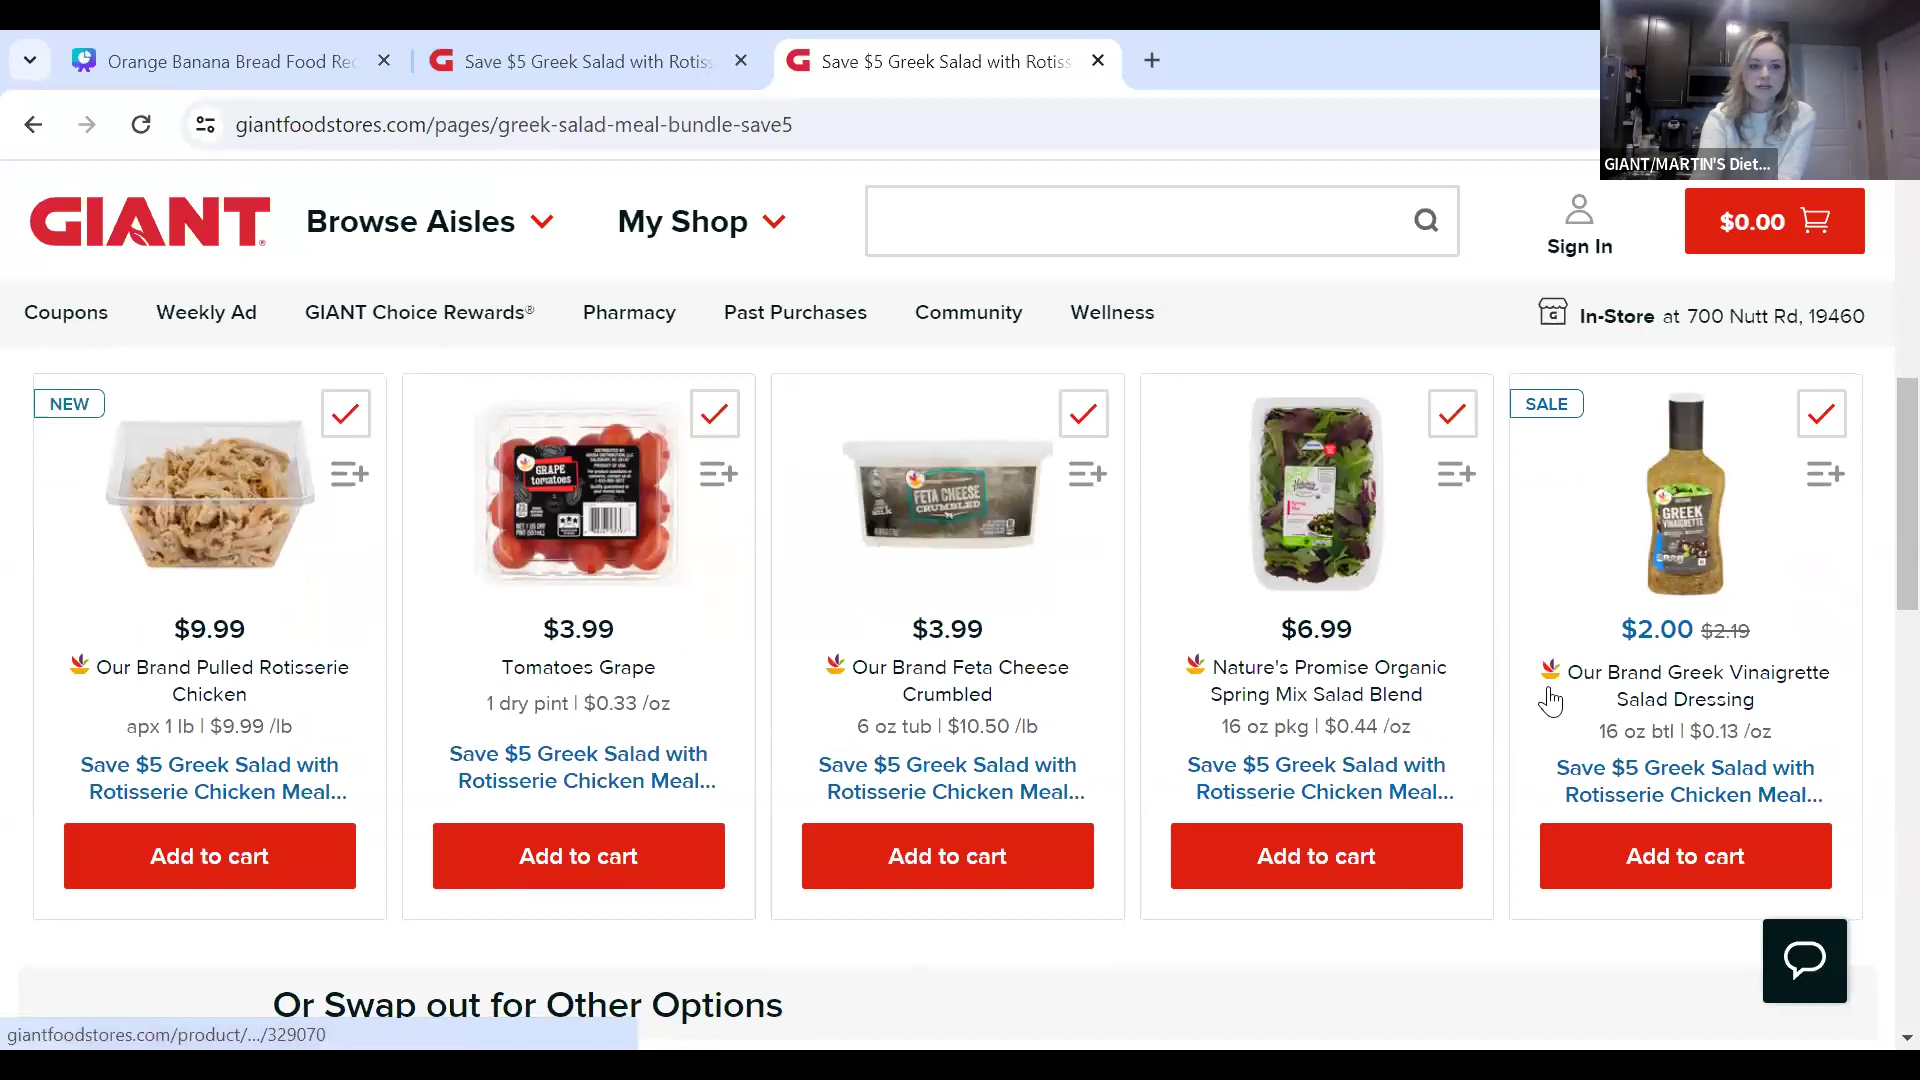 Orange Banana Bread Food Rec
Save $5 Greek Salad with Rotiss
Save $5 Greek Salad with Rotiss
giantfoodstores.com/pages/greek-salad-meal-bundle-save5
GIANT/MARTIN'S Diet...
GIANT
Browse Aisles
My Shop
Sign In
$0.00
Coupons
Weekly Ad
GIANT Choice Rewards®
Pharmacy
Past Purchases
Community
Wellness
In-Store at 700 Nutt Rd, 19460
NEW
GRAPE
tomatoes
$9.99
Our Brand Pulled Rotisserie
Chicken
apx 1 lb | $9.99 /lb
Save $5 Greek Salad with
Rotisserie Chicken Meal...
Add to cart
$3.99
Tomatoes Grape
1 dry pint | $0.33 /oz
Save $5 Greek Salad with
Rotisserie Chicken Meal...
Add to cart
FETA CHEESE
CRUMBLED
$3.99
Our Brand Feta Cheese
Crumbled
6 oz tub | $10.50 /lb
Save $5 Greek Salad with
Rotisserie Chicken Meal...
Add to cart
$6.99
Nature's Promise Organic
Spring Mix Salad Blend
16 oz pkg | $0.44 /oz
Save $5 Greek Salad with
Rotisserie Chicken Meal...
Add to cart
SALE
GREEK
VINAIGRETTE
$2.00 $2.19
Our Brand Greek Vinaigrette
Salad Dressing
16 oz btl | $0.13 /oz
Save $5 Greek Salad with
Rotisserie Chicken Meal...
Add to cart
Or Swap out for Other Options
giantfoodstores.com/product/.../329070